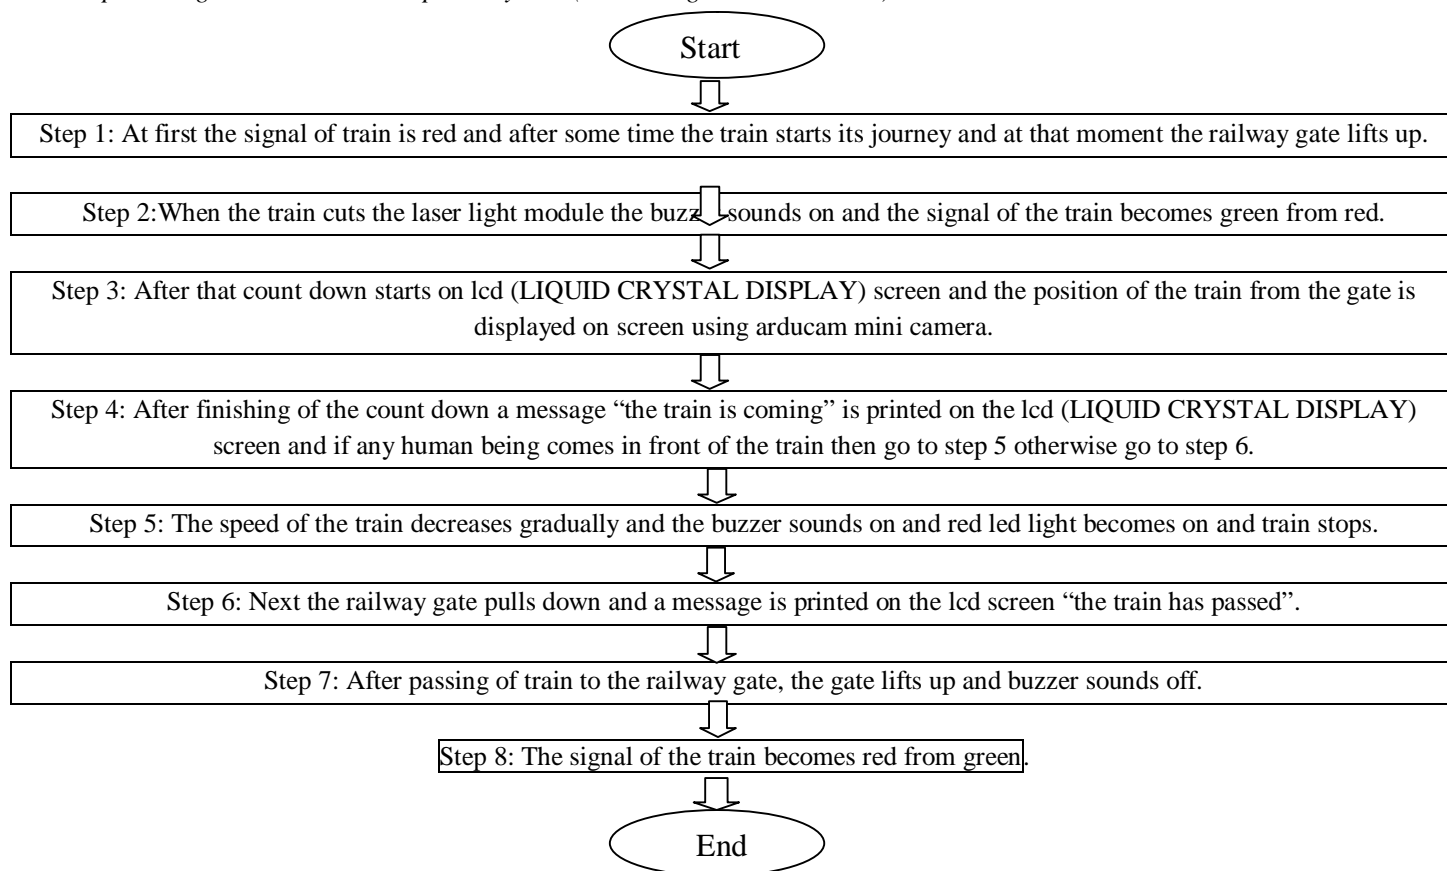 Start
Step 1: At first the signal of train is red and after some time the train starts its journey and at that moment the railway gate lifts up.
Step 2:When the train cuts the laser light module the buzz sounds on and the signal of the train becomes green from red.
Step 3: After that count down starts on lcd (LIQUID CRYSTAL DISPLAY) screen and the position of the train from the gate is
displayed on screen using arducam mini camera.
Step 4: After finishing of the count down a message “the train is coming” is printed on the lcd (LIQUID CRYSTAL DISPLAY)
screen and if any human being comes in front of the train then go to step 5 otherwise go to step 6.
Step 5: The speed of the train decreases gradually and the buzzer sounds on and red led light becomes on and train stops.
Step 6: Next the railway gate pulls down and a message is printed on the lcd screen “the train has passed”.
Step 7: After passing of train to the railway gate, the gate lifts up and buzzer sounds off.
Step 8: The signal of the train becomes red from green.
End